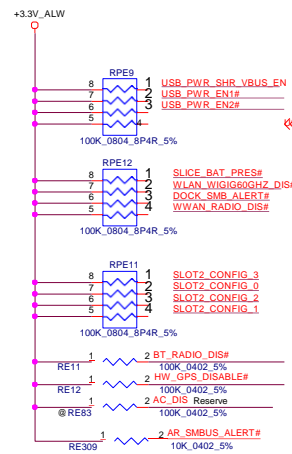 +3.3V_ALW
RPE9
8 1 USB_PWR_SHR_VBUS_EN
7 2 USB_PWR_EN1#
6 3 USB_PWR_EN2#
5 4
100K_0804_8P4R_5%
RPE12
8 1 SLICE_BAT_PRES#
7 2 WLAN_WIGIG60GHZ_DIS#
6 3 DOCK_SMB_ALERT#
5 4 WWAN_RADIO_DIS#
100K_0804_8P4R_5%
RPE11
8 1 SLOT2_CONFIG_3
7 2 SLOT2_CONFIG_0
6 3 SLOT2_CONFIG_2
5 4 SLOT2_CONFIG_1
100K_0804_8P4R_5%
1 2 BT_RADIO_DIS#
RE11 100K_0402_5%
1 2 HW_GPS_DISABLE#
RE12 100K_0402_5%
1 2 AC_DIS Reserve
@RE83 100K_0402_5%
1 2 AR_SMBUS_ALERT#
RE309 10K_0402_5%